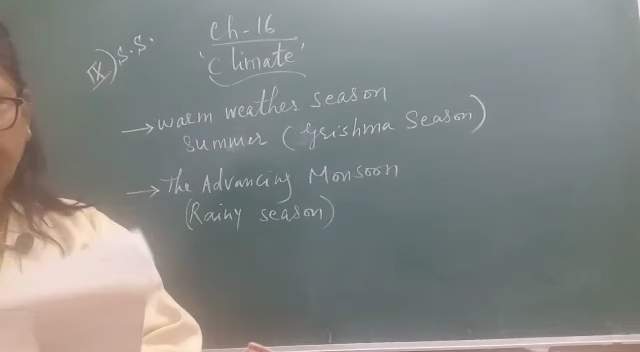 IX) S.S.
Ch-16
'Climate'
→ Warm weather season
Summer (Grishma Season)
→ The Advancing Monsoon
(Rainy season)